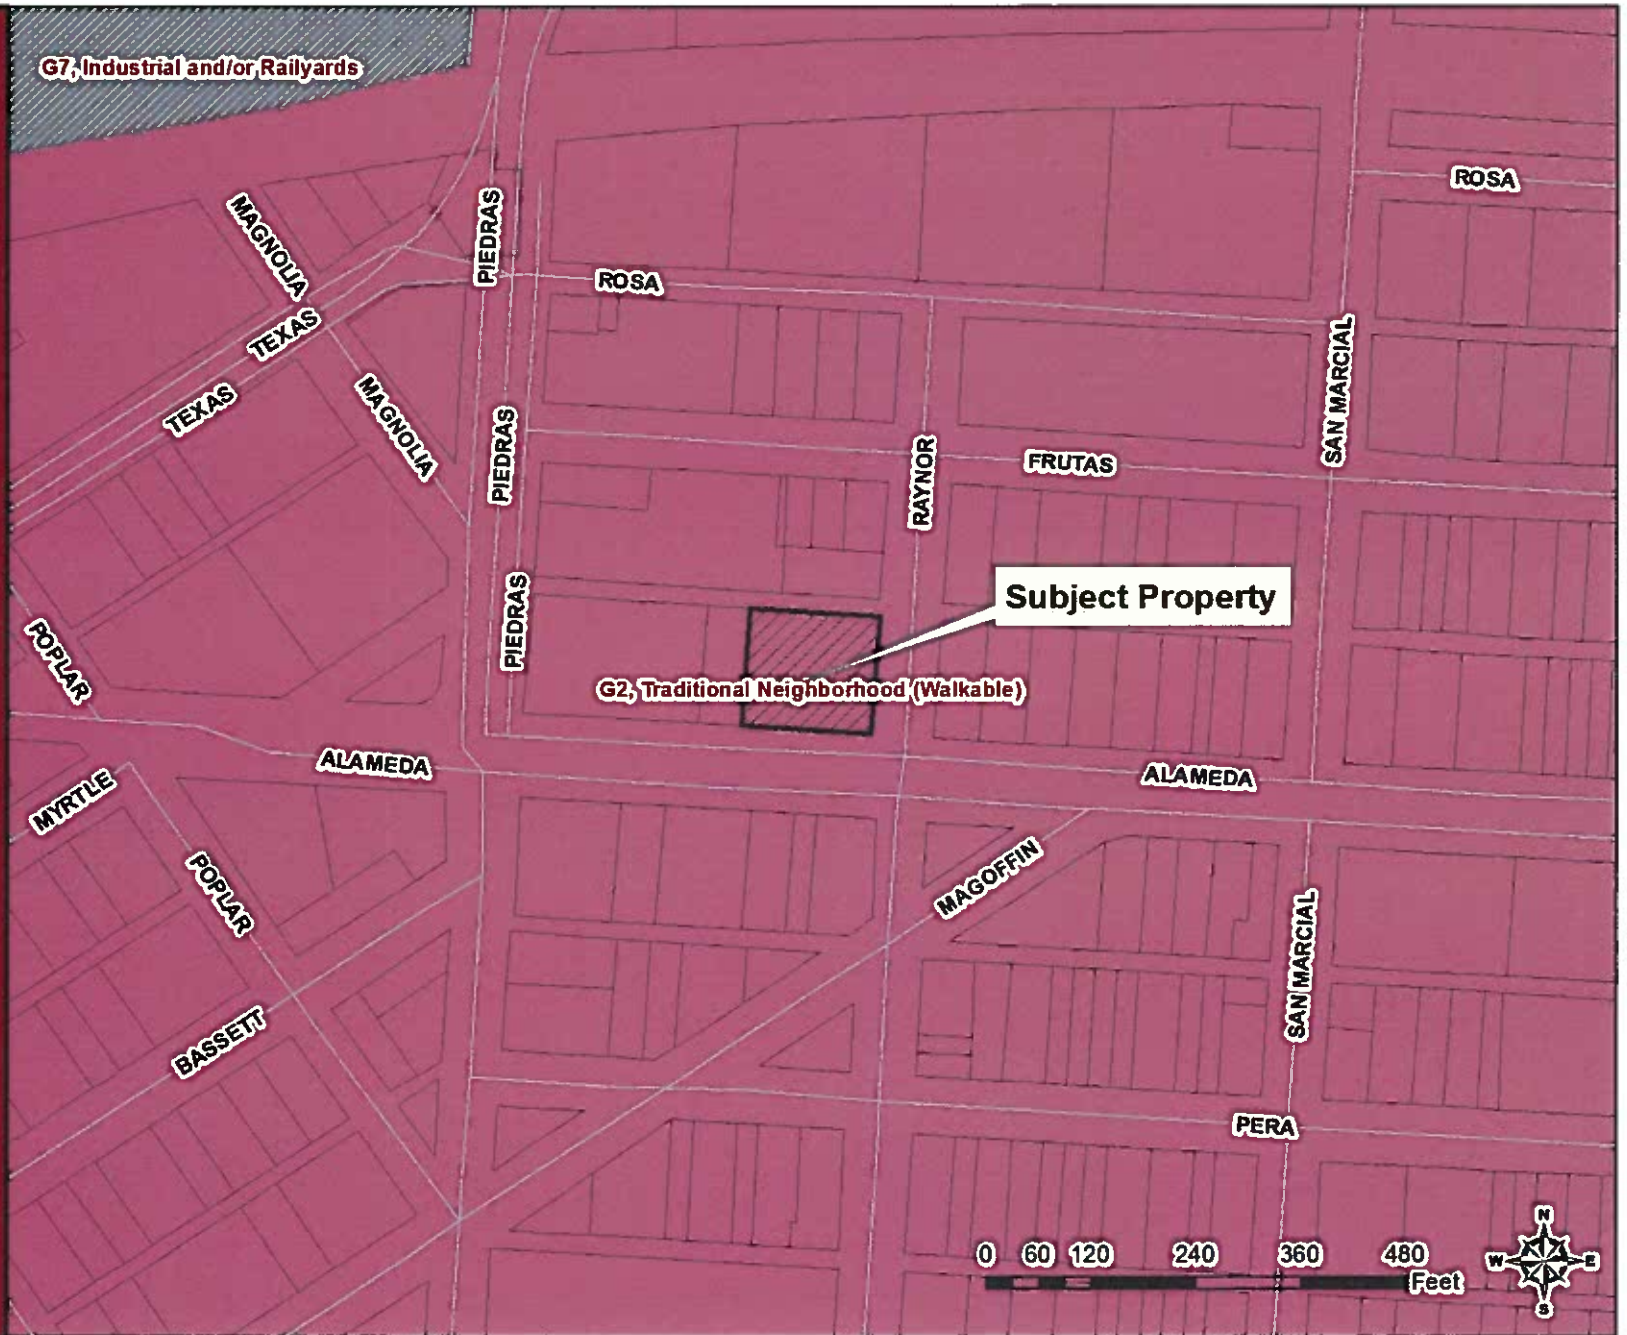 G7, Industrial and/or Railyards
ROSA
MAGNOLIA
PIEDRAS
ROSA
TEXAS
SAN MARCIAL
TEXAS
MAGNOLIA
PIEDRAS
RAYNOR
FRUTAS
Subject Property
PIEDRAS
POPLAR
G2, Traditional Neighborhood (Walkable)
ALAMEDA
ALAMEDA
MYRTLE
POPLAR
MAGOFFIN
SAN MARCIAL
BASSETT
PERA
N
0 60 120 240 360 480
W E
Feet
S